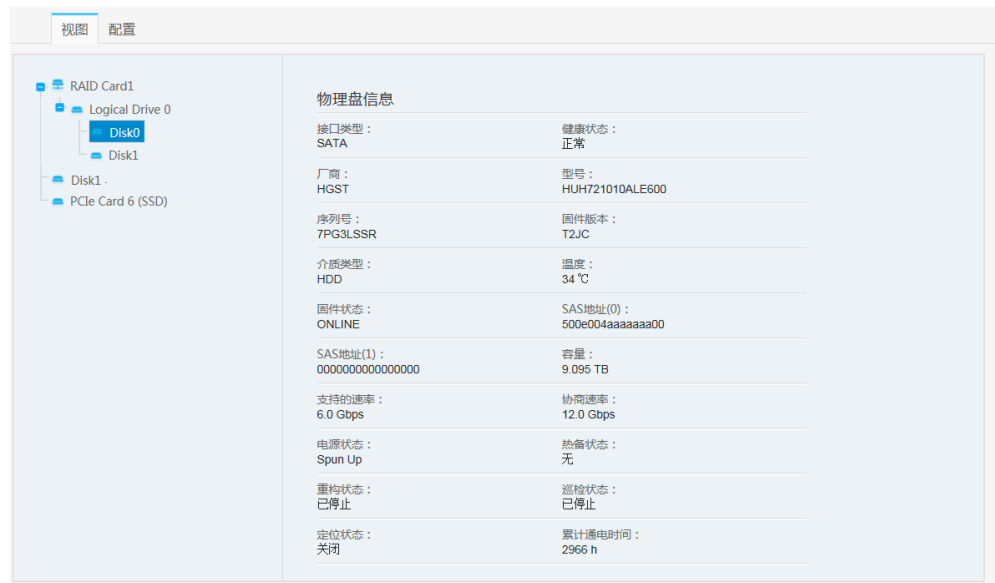 视图 配置
RAID Card1
Logical Drive 0
Disk0
Disk1
Disk1 .
PCIe Card 6 (SSD)
物理盘信息
接口类型： 健康状态：
SATA 正常
厂商： 型号：
HGST HUH721010ALE600
序列号： 固件版本：
7PG3LSSR T2JC
介质类型： 温度：
HDD 34 ℃
固件状态： SAS地址(0)：
ONLINE 500e004aaaaaaa00
SAS地址(1)： 容量：
0000000000000000 9.095 TB
支持的速率： 协商速率：
6.0 Gbps 12.0 Gbps
电源状态： 热备状态：
Spun Up 无
重构状态： 巡检状态：
已停止 已停止
定位状态： 累计通电时间：
关闭 2966 h